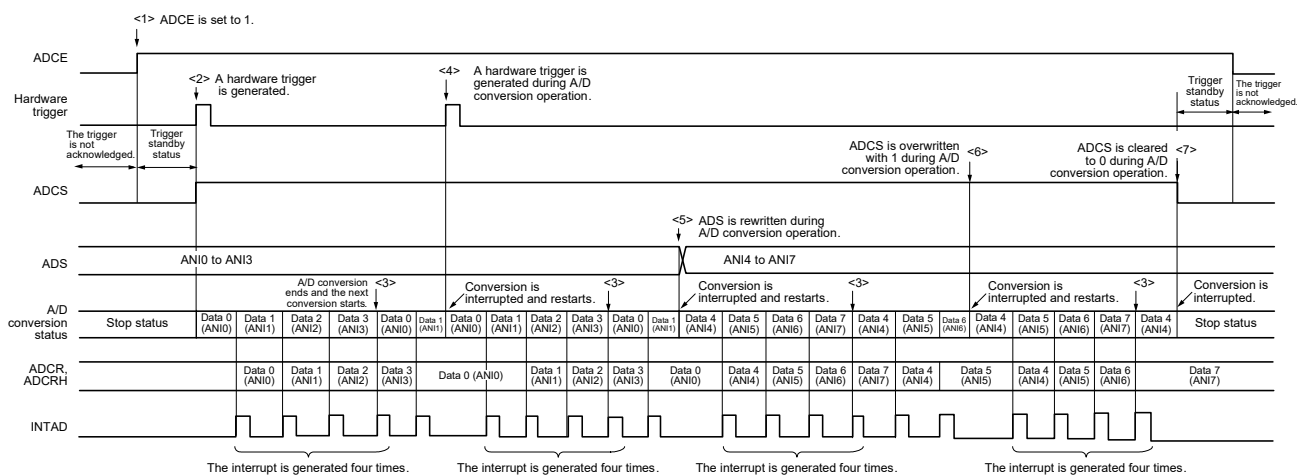 <1> ADCE is set to 1.
ADCE
<2> A hardware trigger
is generated.
<4> A hardware trigger is
generated during A/D
conversion operation.
Hardware
trigger
Trigger
standby
status
The trigger
is not
acknowledged.
The trigger
is not
acknowledged.
Trigger
standby
status
ADCS is overwritten
with 1 during A/D
conversion operation.
<6>
ADCS is cleared
to 0 during A/D
conversion operation.
<7>
ADCS
<5> ADS is rewritten during
A/D conversion operation.
ADS
ANI0 to ANI3
ANI4 to ANI7
A/D conversion
ends and the next
conversion starts.
<3>
Conversion is
interrupted and restarts.
<3>
Conversion is
interrupted and restarts.
<3>
Conversion is
interrupted and restarts.
<3>
Conversion is
interrupted.
A/D
conversion
status
Stop status
Data 0
(ANI0)
Data 1
(ANI1)
Data 2
(ANI2)
Data 3
(ANI3)
Data 0
(ANI0)
Data 1
(ANI1)
Data 0
(ANI0)
Data 1
(ANI1)
Data 2
(ANI2)
Data 3
(ANI3)
Data 0
(ANI0)
Data 1
(ANI1)
Data 4
(ANI4)
Data 5
(ANI5)
Data 6
(ANI6)
Data 7
(ANI7)
Data 4
(ANI4)
Data 5
(ANI5)
Data 6
(ANI6)
Data 4
(ANI4)
Data 5
(ANI5)
Data 6
(ANI6)
Data 7
(ANI7)
Data 4
(ANI4)
Stop status
ADCR,
ADCRH
Data 0
(ANI0)
Data 1
(ANI1)
Data 2
(ANI2)
Data 3
(ANI3)
Data 0 (ANI0)
Data 1
(ANI1)
Data 2
(ANI2)
Data 3
(ANI3)
Data 0
(ANI0)
Data 4
(ANI4)
Data 5
(ANI5)
Data 6
(ANI6)
Data 7
(ANI7)
Data 4
(ANI4)
Data 5
(ANI5)
Data 4
(ANI4)
Data 5
(ANI5)
Data 6
(ANI6)
Data 7
(ANI7)
INTAD
The interrupt is generated four times.
The interrupt is generated four times.
The interrupt is generated four times.
The interrupt is generated four times.